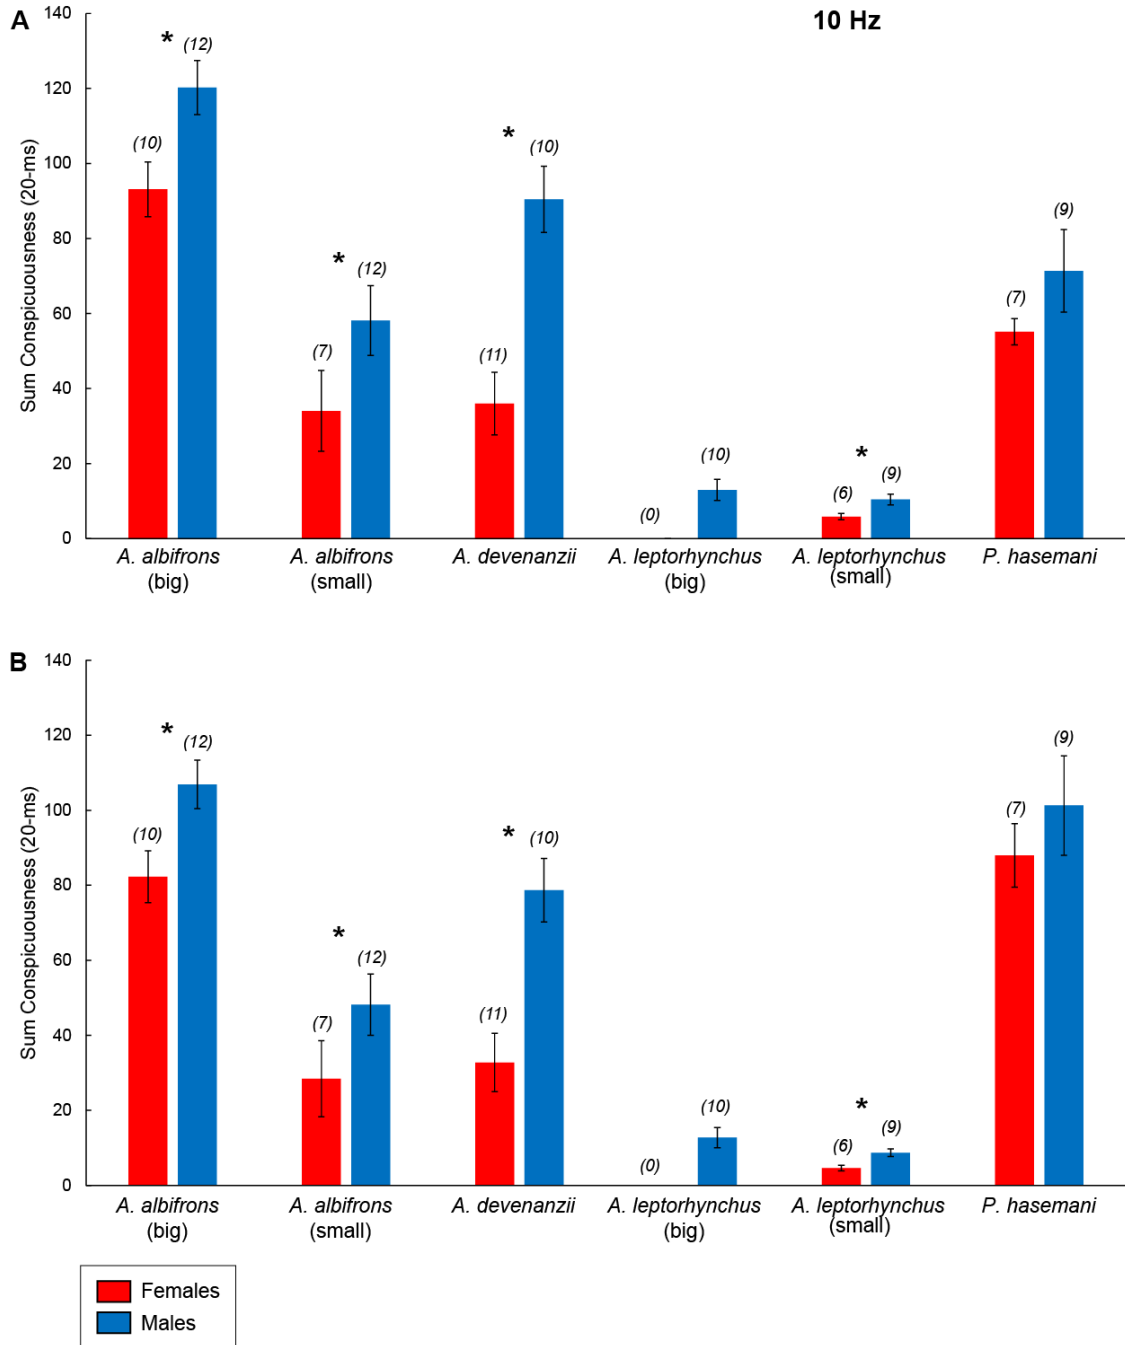 A
10 Hz
Sum Conspicuousness (20-ms)
140
120
100
80
60
40
20
0
* (12)
(10)
* (12)
(7)
* (10)
(11)
(10)
(0)
* (9)
(6)
(9)
(7)
A. albifrons (big)
A. albifrons (small)
A. devenanzii
A. leptorhynchus (big)
A. leptorhynchus (small)
P. hasemani
B
Sum Conspicuousness (20-ms)
140
120
100
80
60
40
20
0
* (12)
(10)
* (12)
(7)
* (10)
(11)
(10)
(0)
* (9)
(6)
(9)
(7)
A. albifrons (big)
A. albifrons (small)
A. devenanzii
A. leptorhynchus (big)
A. leptorhynchus (small)
P. hasemani
Females
Males